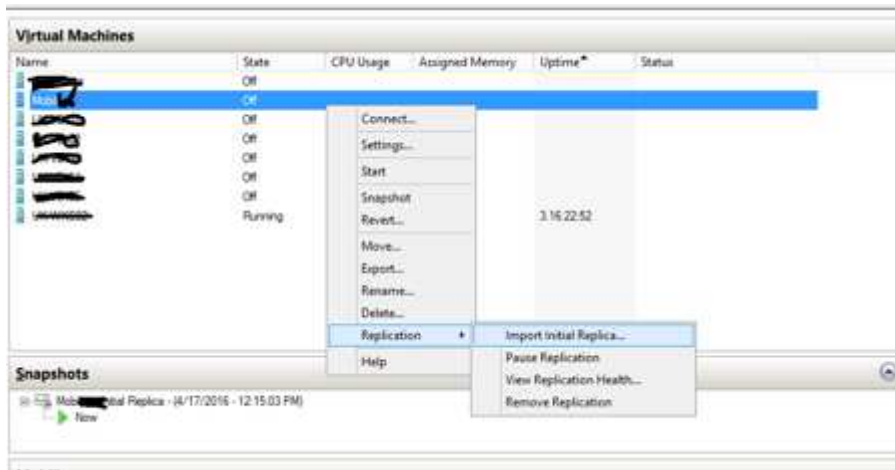 Virtual Machines
Name State CPU Usage Assigned Memory Uptime Status
Off
Off
Off
Off
Off
Off
Off
Running 3.16:22:52
Connect...
Settings...
Start
Snapshot
Revert...
Move...
Export...
Rename...
Delete...
Replication
Help
Import Initial Replica...
Pause Replication
View Replication Health...
Remove Replication
Snapshots
Replica - (4/17/2016 - 12:15:03 PM)
Now